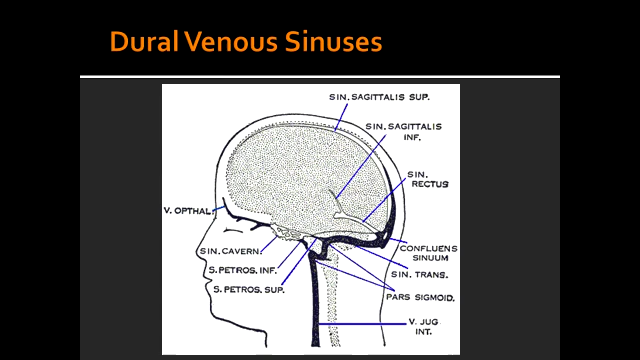 Dural Venous Sinuses
SIN. SAGITTALIS SUP.
SIN. SAGITTALIS
INF.
SIN.
RECTUS
V. OPTHAL.
CONFLUENS
SINUUM
SIN. CAVERN.
SIN. TRANS.
S. PETROS. INF.
S. PETROS. SUP.
PARS SIGMOID.
V. JUG
INT.